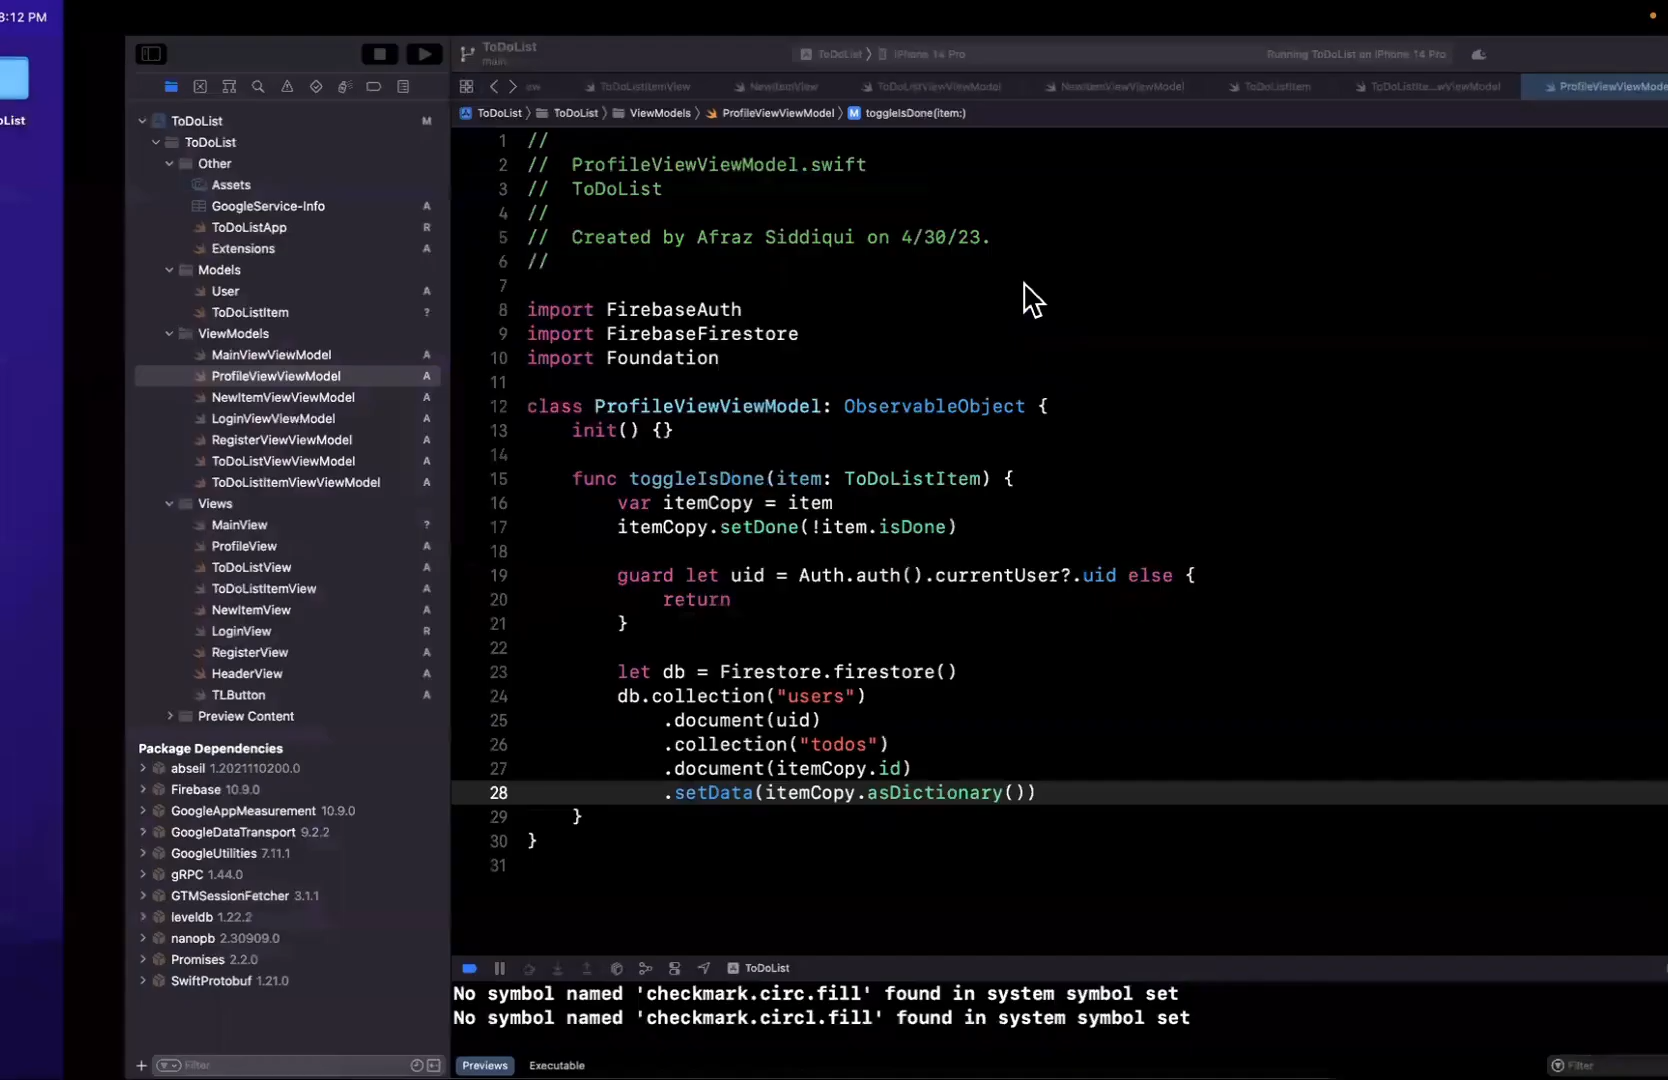 8:12 PM
oList
ToDoList
main
ToDoList
iPhone 14 Pro
Running ToDoList on iPhone 14 Pro
ToDoListItemView
NewItemView
ToDoListViewViewModel
NewItemViewViewModel
ToDoListItem
ToDoListIte...wViewModel
ProfileViewViewMode
ToDoList
ToDoList
ViewModels
ProfileViewViewModel
M toggleIsDone(item:)
ToDoList M
ToDoList
Other
Assets
GoogleService-Info A
ToDoListApp R
Extensions A
Models
User A
ToDoListItem ?
ViewModels
MainViewViewModel A
ProfileViewViewModel A
NewItemViewViewModel A
LoginViewViewModel A
RegisterViewViewModel A
ToDoListViewViewModel A
ToDoListItemViewViewModel A
Views
MainView ?
ProfileView A
ToDoListView A
ToDoListItemView A
NewItemView A
LoginView R
RegisterView A
HeaderView A
TLButton A
Preview Content
Package Dependencies
abseil 1.2021110200.0
Firebase 10.9.0
GoogleAppMeasurement 10.9.0
GoogleDataTransport 9.2.2
GoogleUtilities 7.11.1
gRPC 1.44.0
GTMSessionFetcher 3.1.1
leveldb 1.22.2
nanopb 2.30909.0
Promises 2.2.0
SwiftProtobuf 1.21.0
Filter
1 //
2 //  ProfileViewViewModel.swift
3 //  ToDoList
4 //
5 //  Created by Afraz Siddiqui on 4/30/23.
6 //
7
8 import FirebaseAuth
9 import FirebaseFirestore
10 import Foundation
11
12 class ProfileViewViewModel: ObservableObject {
13     init() {}
14
15     func toggleIsDone(item: ToDoListItem) {
16         var itemCopy = item
17         itemCopy.setDone(!item.isDone)
18
19         guard let uid = Auth.auth().currentUser?.uid else {
20             return
21         }
22
23         let db = Firestore.firestore()
24         db.collection("users")
25             .document(uid)
26             .collection("todos")
27             .document(itemCopy.id)
28             .setData(itemCopy.asDictionary())
29     }
30 }
31
ToDoList
No symbol named 'checkmark.circ.fill' found in system symbol set
No symbol named 'checkmark.circl.fill' found in system symbol set
Previews
Executable
Filter